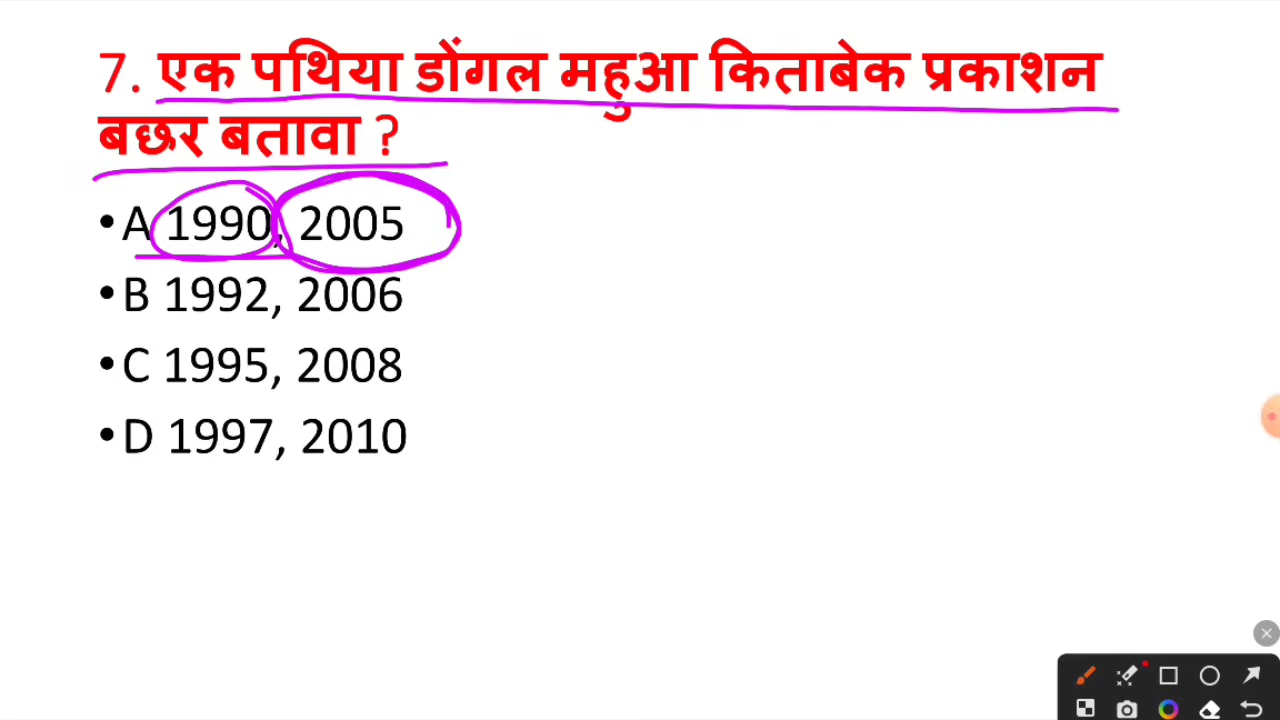 7. एक पथिया डोंगल महुआ किताबेक प्रकाशन
बछर बतावा ?
•A 1990, 2005
•B 1992, 2006
•C 1995, 2008
•D 1997, 2010